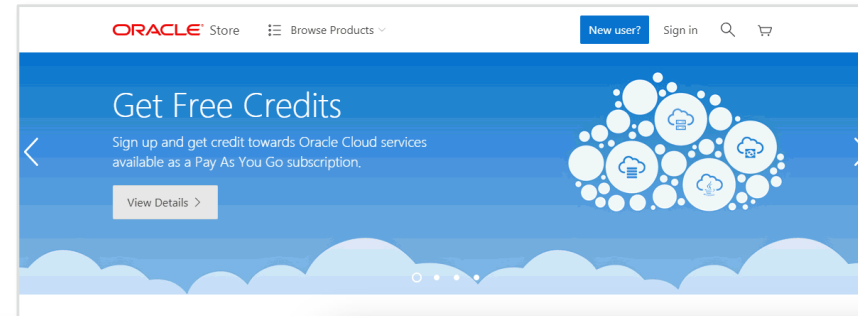 ORACLE Store Browse Products New user? Sign in
Get Free Credits
Sign up and get credit towards Oracle Cloud services
available as a Pay As You Go subscription.
View Details >